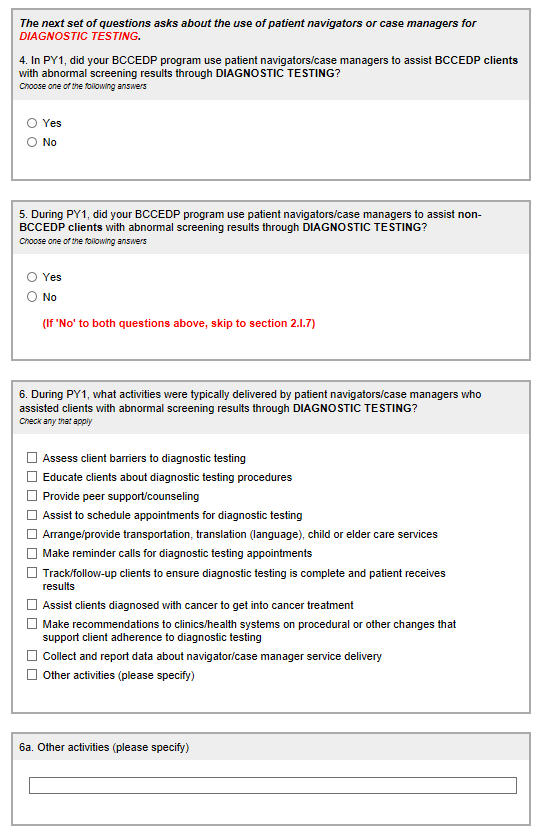 The next set of questions asks about the use of patient navigators or case managers for
DIAGNOSTIC TESTING.
4. In PY1, did your BCCEDP program use patient navigators/case managers to assist BCCEDP clients
with abnormal screening results through DIAGNOSTIC TESTING?
Choose one of the following answers
Yes
No
5. During PY1, did your BCCEDP program use patient navigators/case managers to assist non-
BCCEDP clients with abnormal screening results through DIAGNOSTIC TESTING?
Choose one of the following answers
Yes
No
(If 'No' to both questions above, skip to section 2.I.7)
6. During PY1, what activities were typically delivered by patient navigators/case managers who
assisted clients with abnormal screening results through DIAGNOSTIC TESTING?
Check any that apply
Assess client barriers to diagnostic testing
Educate clients about diagnostic testing procedures
Provide peer support/counseling
Assist to schedule appointments for diagnostic testing
Arrange/provide transportation, translation (language), child or elder care services
Make reminder calls for diagnostic testing appointments
Track/follow-up clients to ensure diagnostic testing is complete and patient receives
results
Assist clients diagnosed with cancer to get into cancer treatment
Make recommendations to clinics/health systems on procedural or other changes that
support client adherence to diagnostic testing
Collect and report data about navigator/case manager service delivery
Other activities (please specify)
6a. Other activities (please specify)